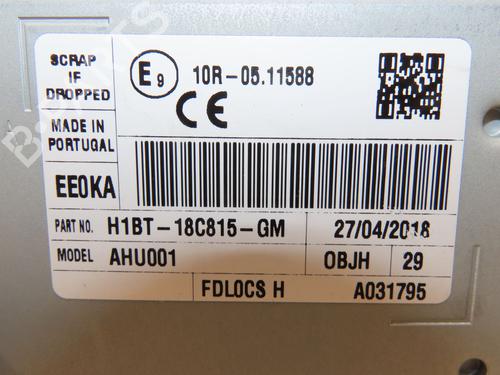 SCRAP
IF
DROPPED
E9
10R-05.11588
CE
MADE IN
PORTUGAL
EE0KA
PART NO. H1BT-18C815-GM 27/04/2018
MODEL AHU001 OBJH 29
FDL0CS H A031795